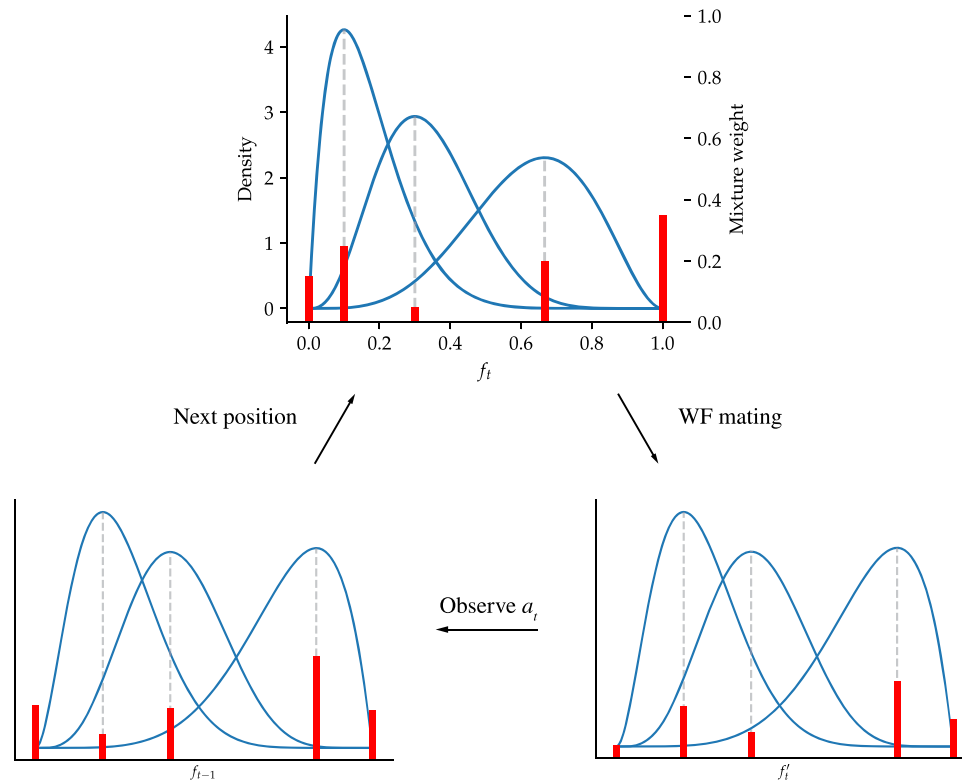 Density
4
3
2
1
0
0.0 0.2 0.4 0.6 0.8 1.0
f_t
1.0
0.8
0.6
0.4
0.2
0.0
Mixture weight
Next position
WF mating
Observe a_t
f_{t−1}
f′_t